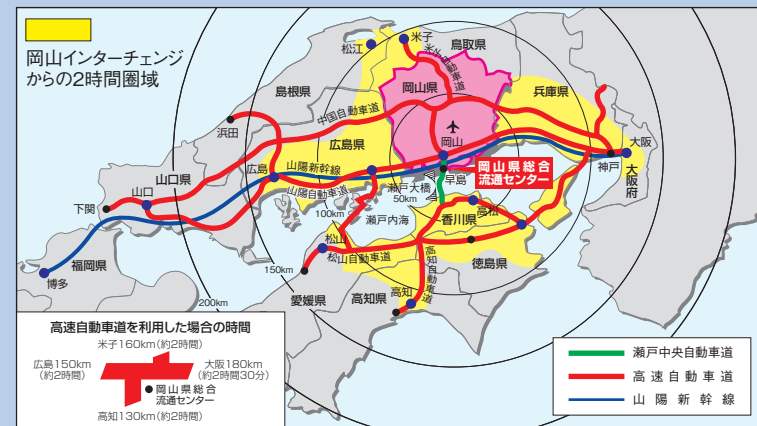 岡山インターチェンジ
からの2時間圏域
松江
米子
鳥取県
米子自動車道
岡山県
島根県
中国自動車道
兵庫県
浜田
広島県
岡山
大阪
神戸
大阪府
山口県
広島
山陽新幹線
山陽自動車道
早島
岡山県総合
流通センター
瀬戸大橋
50km
山口
下関
100km
瀬戸内海
香川県
高松
福岡県
博多
松山
松山自動車道
150km
徳島県
愛媛県
高知県
高知
高知自動車道
200km
高速自動車道を利用した場合の時間
米子160km(約2時間)
広島150km
(約2時間)
大阪180km
(約2時間30分)
岡山県総合
流通センター
高知130km(約2時間)
瀬戸中央自動車道
高速自動車道
山陽新幹線